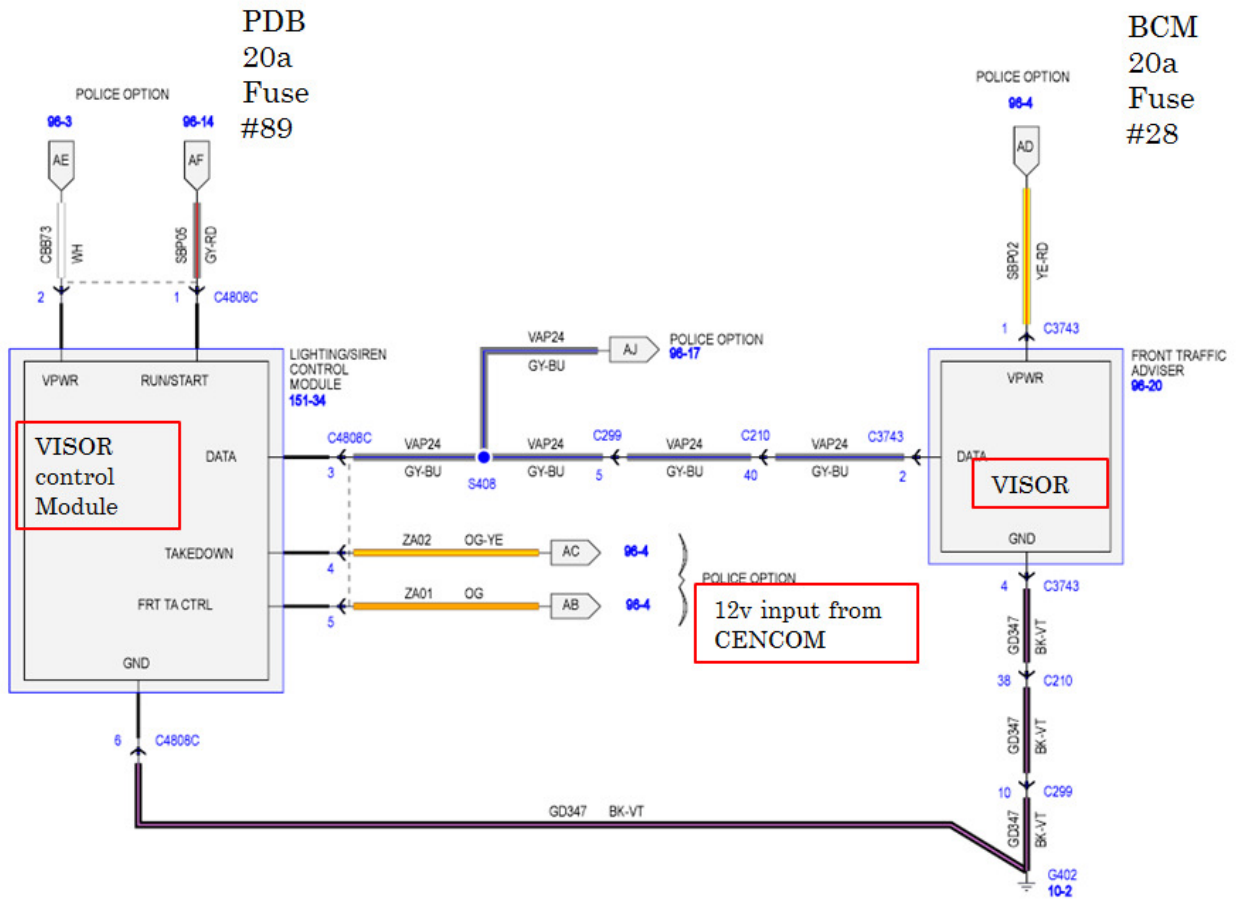 PDB
20a
Fuse
#89
BCM
20a
Fuse
#28
POLICE OPTION
96-3
96-14
POLICE OPTION
96-4
AE
AF
AD
CBB73
WH
SBP05
GY-RD
SBP02
YE-RD
2
1
C4808C
1
C3743
VPWR
RUN/START
LIGHTING/SIREN
CONTROL
MODULE
151-34
VAP24
GY-BU
AJ
POLICE OPTION
96-17
VPWR
FRONT TRAFFIC
ADVISER
96-20
VISOR
control
Module
DATA
C4808C
3
VAP24
GY-BU
S408
VAP24
GY-BU
C299
5
VAP24
GY-BU
C210
40
VAP24
GY-BU
C3743
2
DATA
VISOR
GND
TAKEDOWN
4
ZA02
OG-YE
AC
96-4
FRT TA CTRL
5
ZA01
OG
AB
96-4
POLICE OPTION
12v input from
CENCOM
4
C3743
GD347
BK-VT
38
C210
GD347
BK-VT
10
C299
GD347
BK-VT
GND
6
C4808C
GD347
BK-VT
G402
10-2